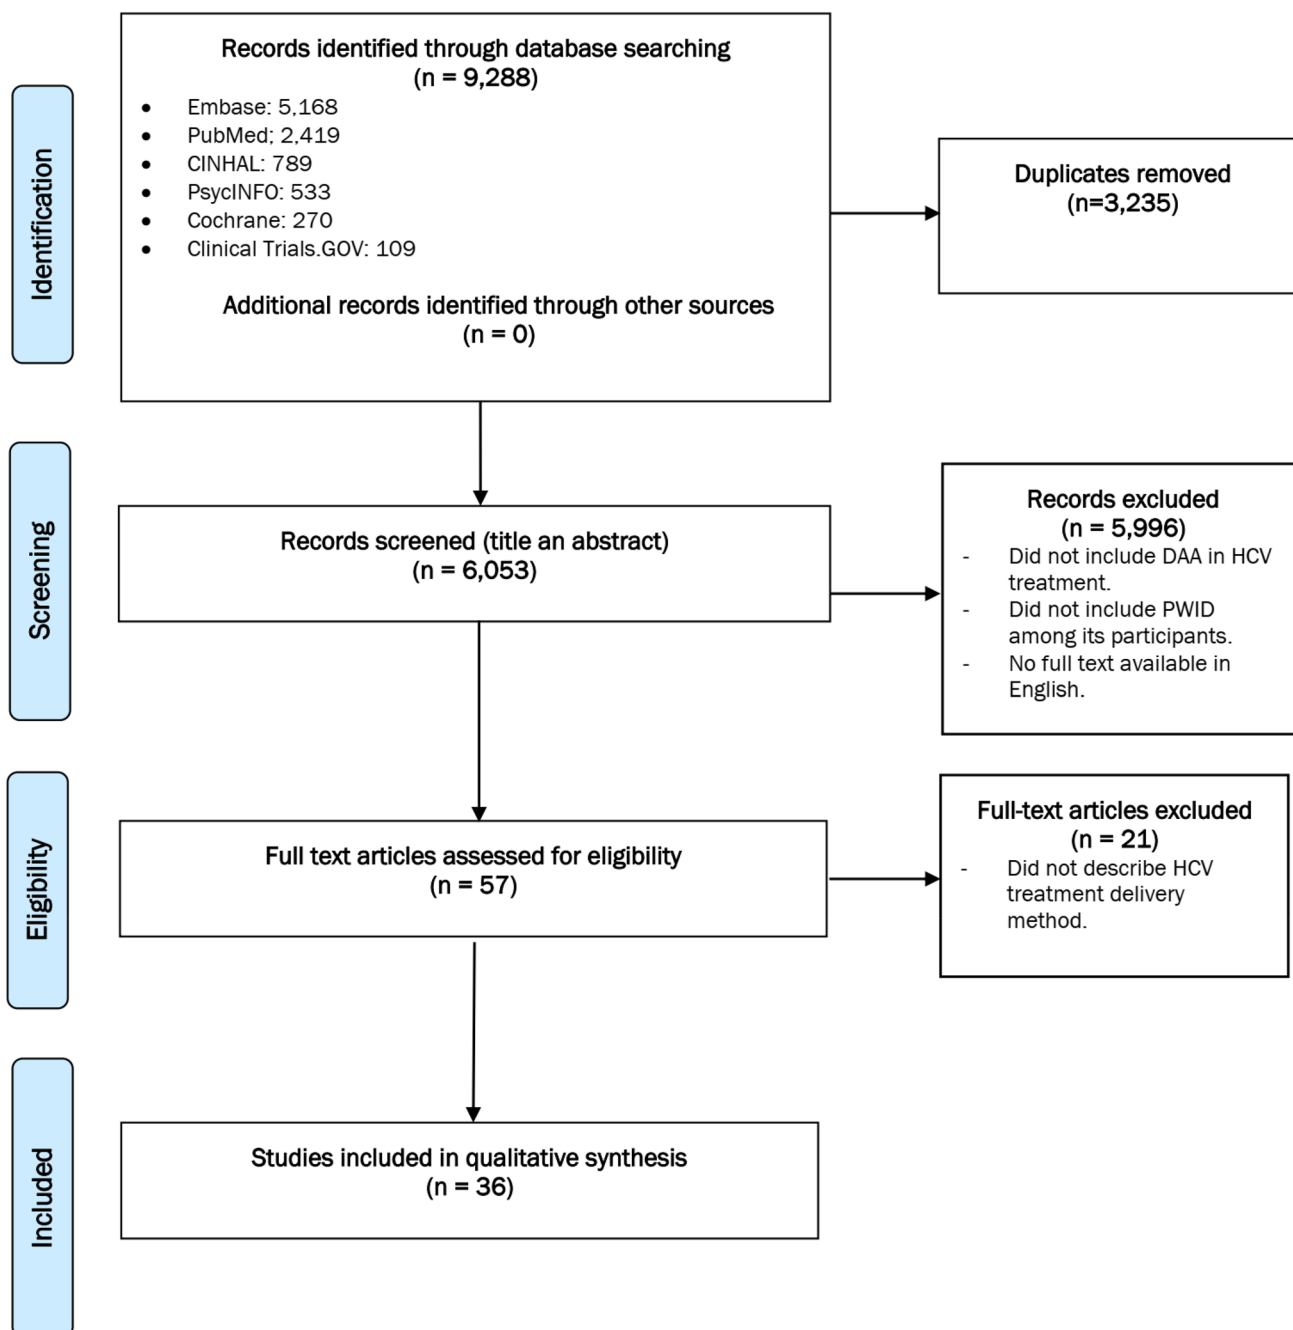 Identification
Records identified through database searching
(n = 9,288)
• Embase: 5,168
• PubMed; 2,419
• CINHAL: 789
• PsycINFO: 533
• Cochrane: 270
• Clinical Trials.GOV: 109
Additional records identified through other sources
(n = 0)
Duplicates removed
(n=3,235)
Screening
Records screened (title an abstract)
(n = 6,053)
Records excluded
(n = 5,996)
- Did not include DAA in HCV
treatment.
- Did not include PWID
among its participants.
- No full text available in
English.
Eligibility
Full text articles assessed for eligibility
(n = 57)
Full-text articles excluded
(n = 21)
- Did not describe HCV
treatment delivery
method.
Included
Studies included in qualitative synthesis
(n = 36)